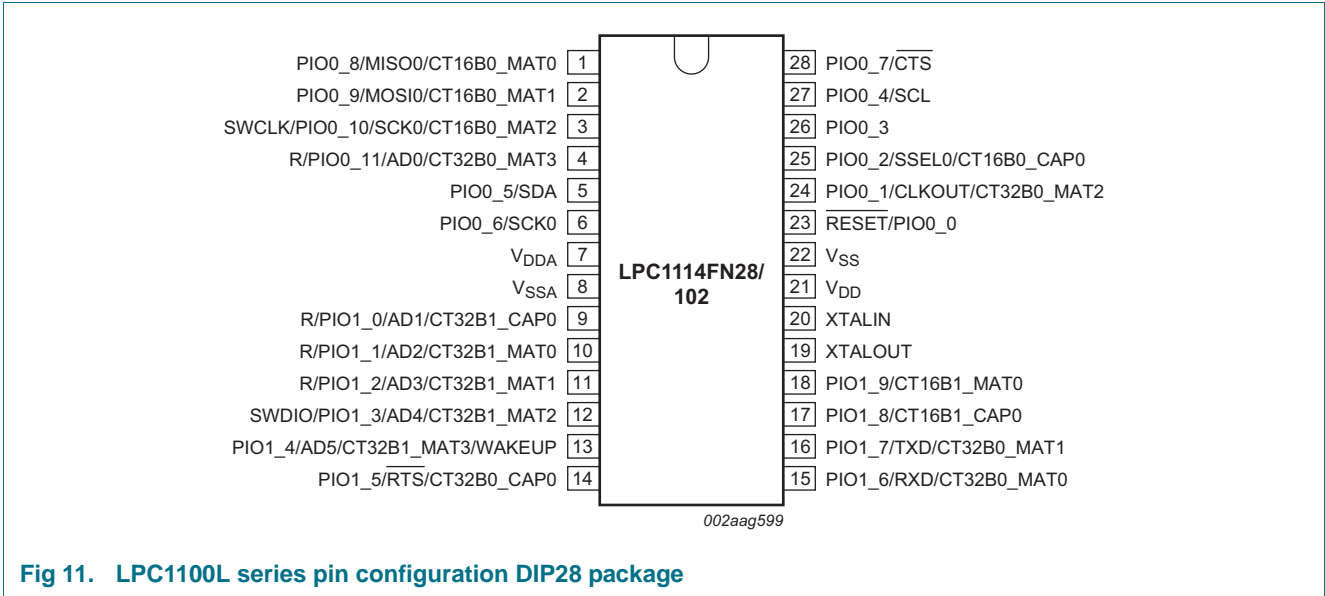 PIO0_8/MISO0/CT16B0_MAT0 1
PIO0_9/MOSI0/CT16B0_MAT1 2
SWCLK/PIO0_10/SCK0/CT16B0_MAT2 3
R/PIO0_11/AD0/CT32B0_MAT3 4
PIO0_5/SDA 5
PIO0_6/SCK0 6
VDDA 7
VSSA 8
R/PIO1_0/AD1/CT32B1_CAP0 9
R/PIO1_1/AD2/CT32B1_MAT0 10
R/PIO1_2/AD3/CT32B1_MAT1 11
SWDIO/PIO1_3/AD4/CT32B1_MAT2 12
PIO1_4/AD5/CT32B1_MAT3/WAKEUP 13
PIO1_5/RTS/CT32B0_CAP0 14
LPC1114FN28/
102
28 PIO0_7/CTS
27 PIO0_4/SCL
26 PIO0_3
25 PIO0_2/SSEL0/CT16B0_CAP0
24 PIO0_1/CLKOUT/CT32B0_MAT2
23 RESET/PIO0_0
22 VSS
21 VDD
20 XTALIN
19 XTALOUT
18 PIO1_9/CT16B1_MAT0
17 PIO1_8/CT16B1_CAP0
16 PIO1_7/TXD/CT32B0_MAT1
15 PIO1_6/RXD/CT32B0_MAT0
002aag599
Fig 11. LPC1100L series pin configuration DIP28 package